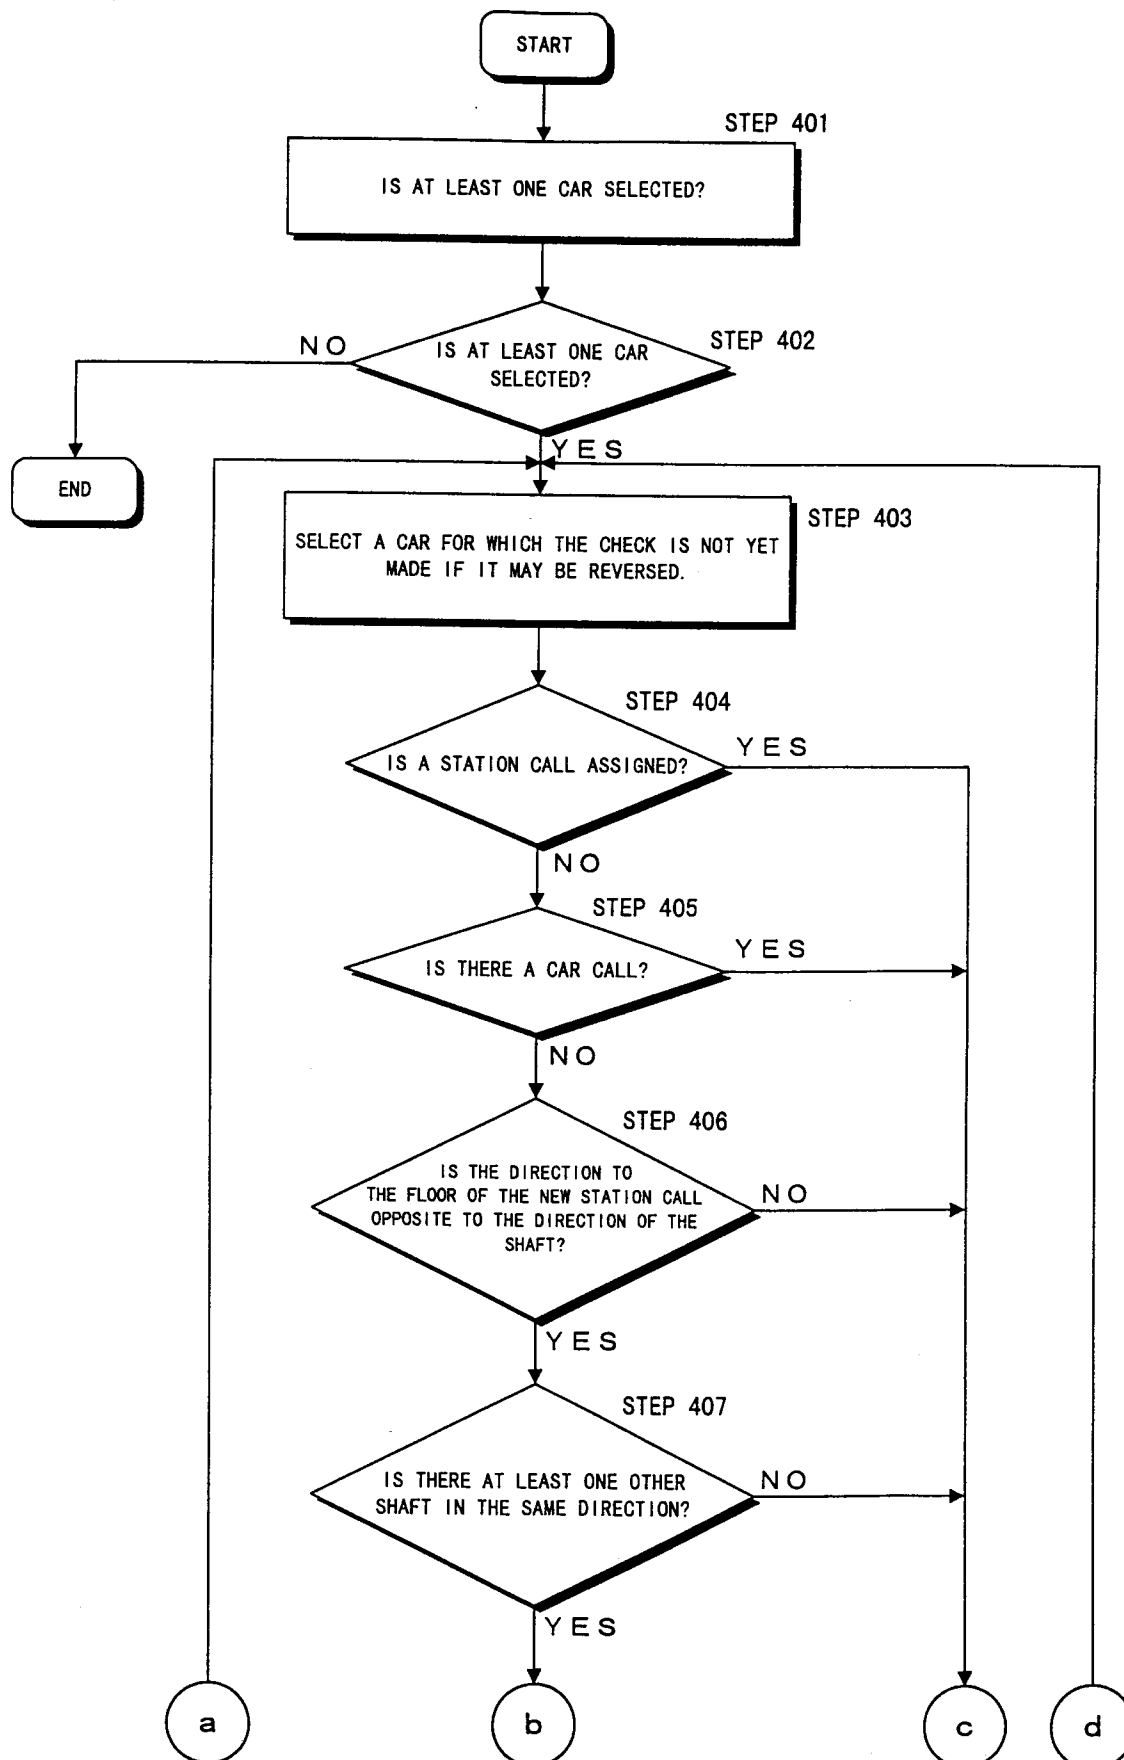 START
STEP 401
IS AT LEAST ONE CAR SELECTED?
STEP 402
NO
IS AT LEAST ONE CAR
SELECTED?
YES
END
STEP 403
SELECT A CAR FOR WHICH THE CHECK IS NOT YET
MADE IF IT MAY BE REVERSED.
STEP 404
YES
IS A STATION CALL ASSIGNED?
NO
STEP 405
YES
IS THERE A CAR CALL?
NO
STEP 406
IS THE DIRECTION TO
THE FLOOR OF THE NEW STATION CALL
OPPOSITE TO THE DIRECTION OF THE
SHAFT?
NO
YES
STEP 407
IS THERE AT LEAST ONE OTHER
SHAFT IN THE SAME DIRECTION?
NO
YES
a
b
c
d